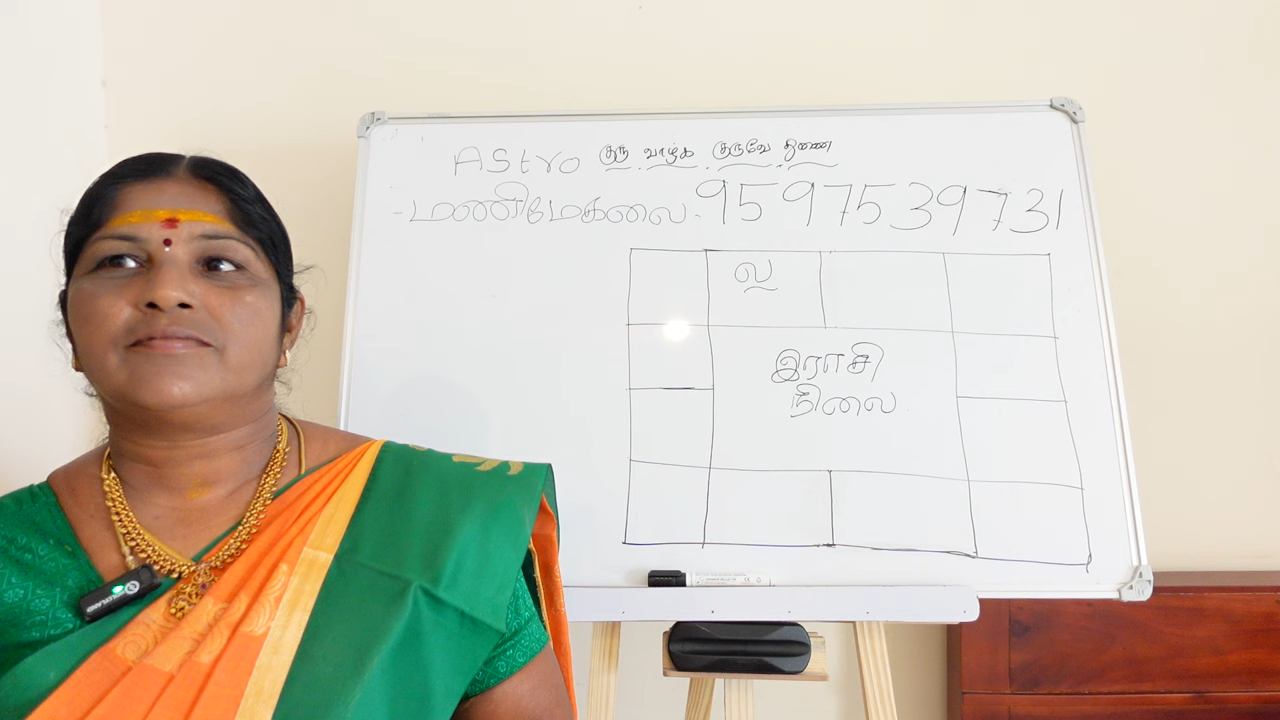 Astro குரு வாழ்க குருவே துணை
-மணிமேகலை-9597539731
ல
இராசி
நிலை